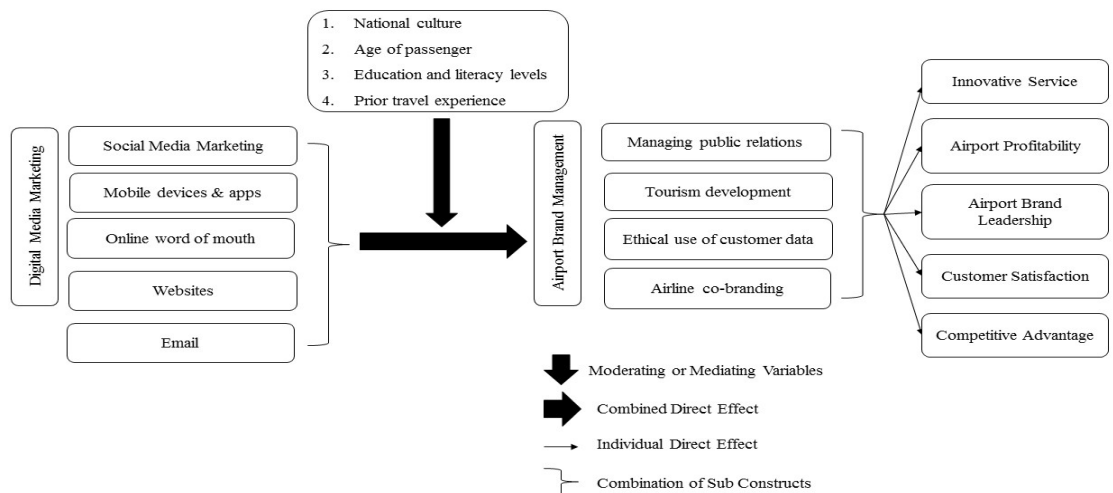 1. National culture
2. Age of passenger
3. Education and literacy levels
4. Prior travel experience
Digital Media Marketing
Social Media Marketing
Mobile devices & apps
Online word of mouth
Websites
Email
Airport Brand Management
Managing public relations
Tourism development
Ethical use of customer data
Airline co-branding
Innovative Service
Airport Profitability
Airport Brand
Leadership
Customer Satisfaction
Competitive Advantage
Moderating or Mediating Variables
Combined Direct Effect
Individual Direct Effect
Combination of Sub Constructs